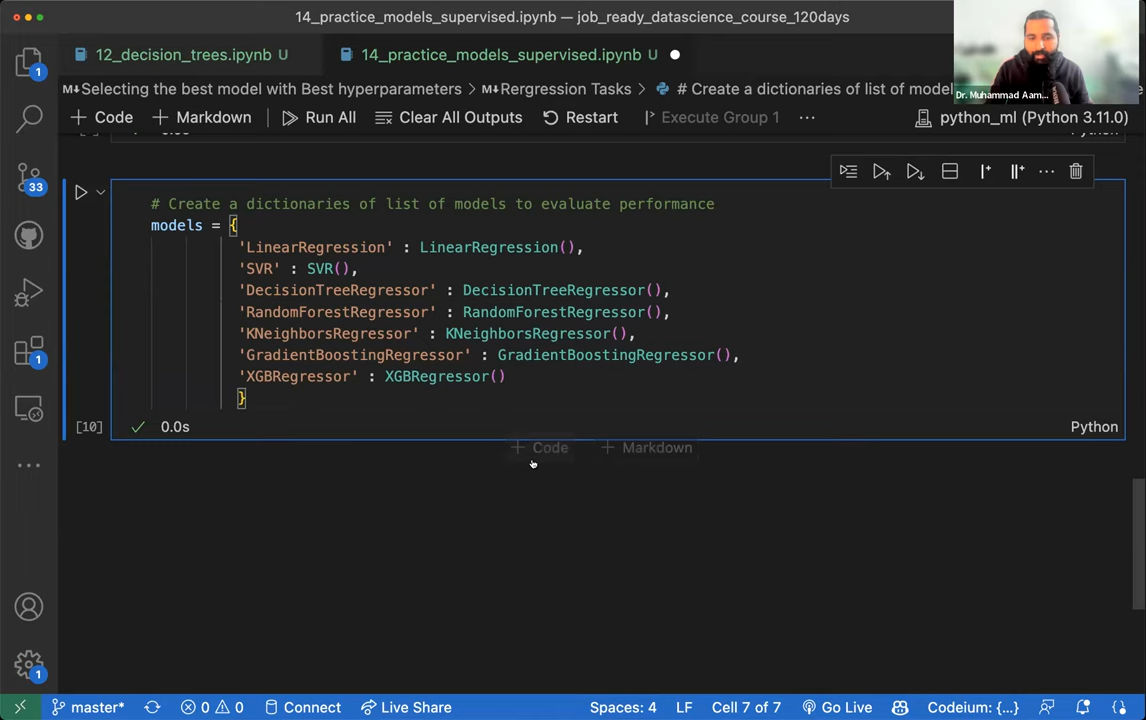 14_practice_models_supervised.ipynb — job_ready_datascience_course_120days
12_decision_trees.ipynb U
14_practice_models_supervised.ipynb U
M↓Selecting the best model with Best hyperparameters > M↓Rergression Tasks > # Create a dictionaries of list of model
Dr. Muhammad Aam...
+ Code + Markdown Run All Clear All Outputs Restart Execute Group 1 ... python_ml (Python 3.11.0)
# Create a dictionaries of list of models to evaluate performance
models = {
'LinearRegression' : LinearRegression(),
'SVR' : SVR(),
'DecisionTreeRegressor' : DecisionTreeRegressor(),
'RandomForestRegressor' : RandomForestRegressor(),
'KNeighborsRegressor' : KNeighborsRegressor(),
'GradientBoostingRegressor' : GradientBoostingRegressor(),
'XGBRegressor' : XGBRegressor()
}
[10] 0.0s Python
+ Code + Markdown
1
33
1
1
master* 0 0 Connect Live Share Spaces: 4 LF Cell 7 of 7 Go Live Codeium: {...}